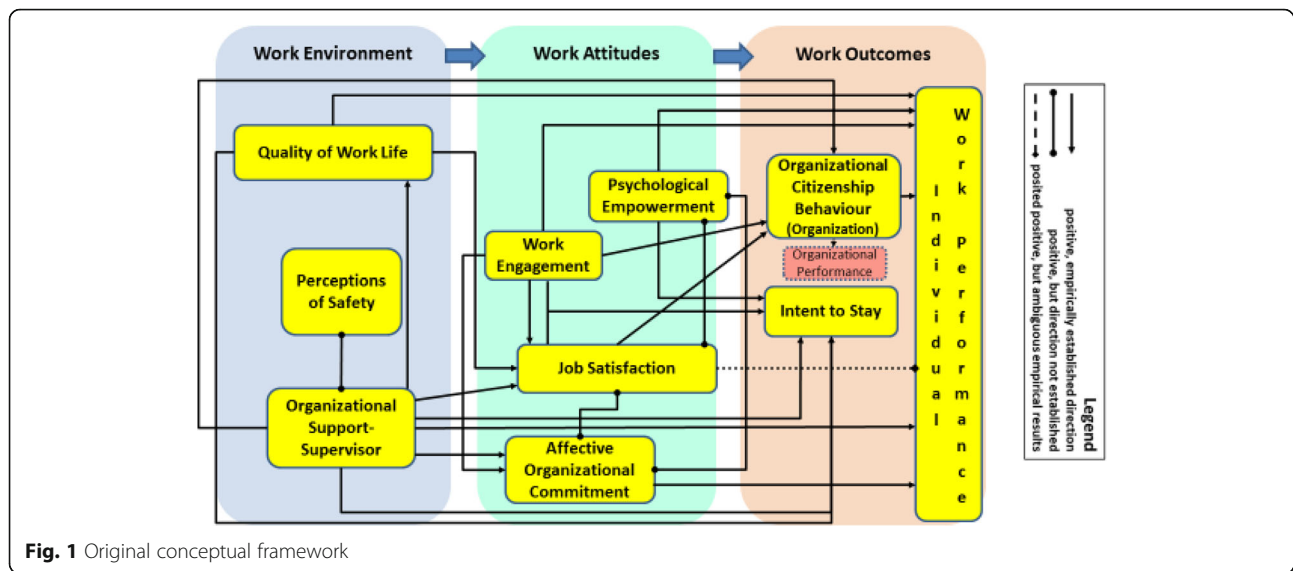 Work Environment
Work Attitudes
Work Outcomes
Quality of Work Life
Perceptions
of Safety
Organizational
Support-
Supervisor
Psychological
Empowerment
Work
Engagement
Job Satisfaction
Affective
Organizational
Commitment
Organizational
Citizenship
Behaviour
(Organization)
Organizational
Performance
Intent to Stay
Individual
Work Performance
Legend
positive, empirically established direction
positive, but direction not established
posited positive, but ambiguous empirical results
Fig. 1 Original conceptual framework